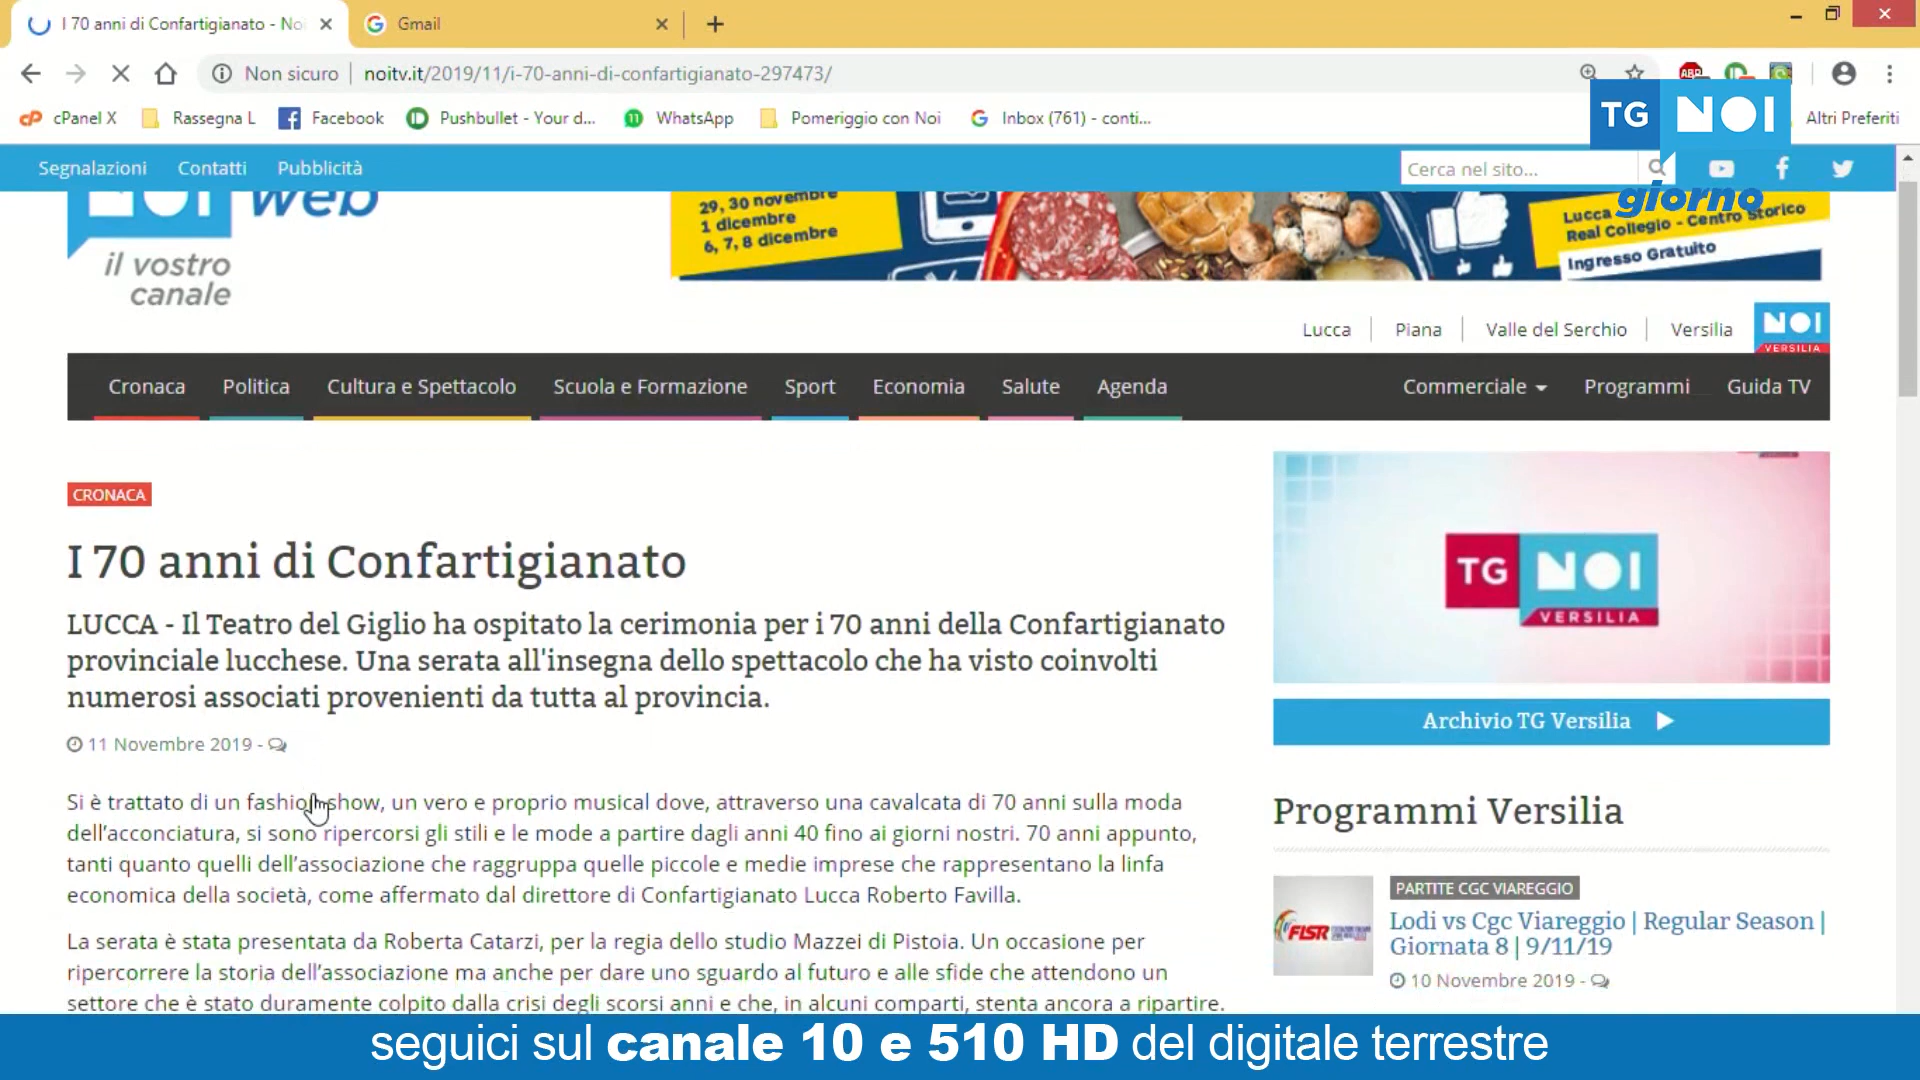 I 70 anni di Confartigianato - Noi
Gmail
Non sicuro
noitv.it/2019/11/i-70-anni-di-confartigianato-297473/
ABP
cPanel X
Rassegna L
Facebook
Pushbullet - Your d...
11
WhatsApp
Pomeriggio con Noi
Inbox (761) - conti...
Altri Preferiti
TG NOI
giorno
Segnalazioni
Contatti
Pubblicità
Cerca nel sito...
NOI web
il vostro
canale
29, 30 novembre
1 dicembre
6, 7, 8 dicembre
Lucca
Real Collegio - Centro Storico
Ingresso Gratuito
Lucca
Piana
Valle del Serchio
Versilia
NOI
VERSILIA
Cronaca
Politica
Cultura e Spettacolo
Scuola e Formazione
Sport
Economia
Salute
Agenda
Commerciale
Programmi
Guida TV
CRONACA
I 70 anni di Confartigianato
LUCCA - Il Teatro del Giglio ha ospitato la cerimonia per i 70 anni della Confartigianato
provinciale lucchese. Una serata all'insegna dello spettacolo che ha visto coinvolti
numerosi associati provenienti da tutta al provincia.
11 Novembre 2019 -
Si è trattato di un fashion show, un vero e proprio musical dove, attraverso una cavalcata di 70 anni sulla moda
dell’acconciatura, si sono ripercorsi gli stili e le mode a partire dagli anni 40 fino ai giorni nostri. 70 anni appunto,
tanti quanto quelli dell’associazione che raggruppa quelle piccole e medie imprese che rappresentano la linfa
economica della società, come affermato dal direttore di Confartigianato Lucca Roberto Favilla.
La serata è stata presentata da Roberta Catarzi, per la regia dello studio Mazzei di Pistoia. Un occasione per
ripercorrere la storia dell’associazione ma anche per dare uno sguardo al futuro e alle sfide che attendono un
settore che è stato duramente colpito dalla crisi degli scorsi anni e che, in alcuni comparti, stenta ancora a ripartire.
TG NOI
VERSILIA
Archivio TG Versilia
Programmi Versilia
FISR
PARTITE CGC VIAREGGIO
Lodi vs Cgc Viareggio | Regular Season |
Giornata 8 | 9/11/19
10 Novembre 2019 -
seguici sul canale 10 e 510 HD del digitale terrestre